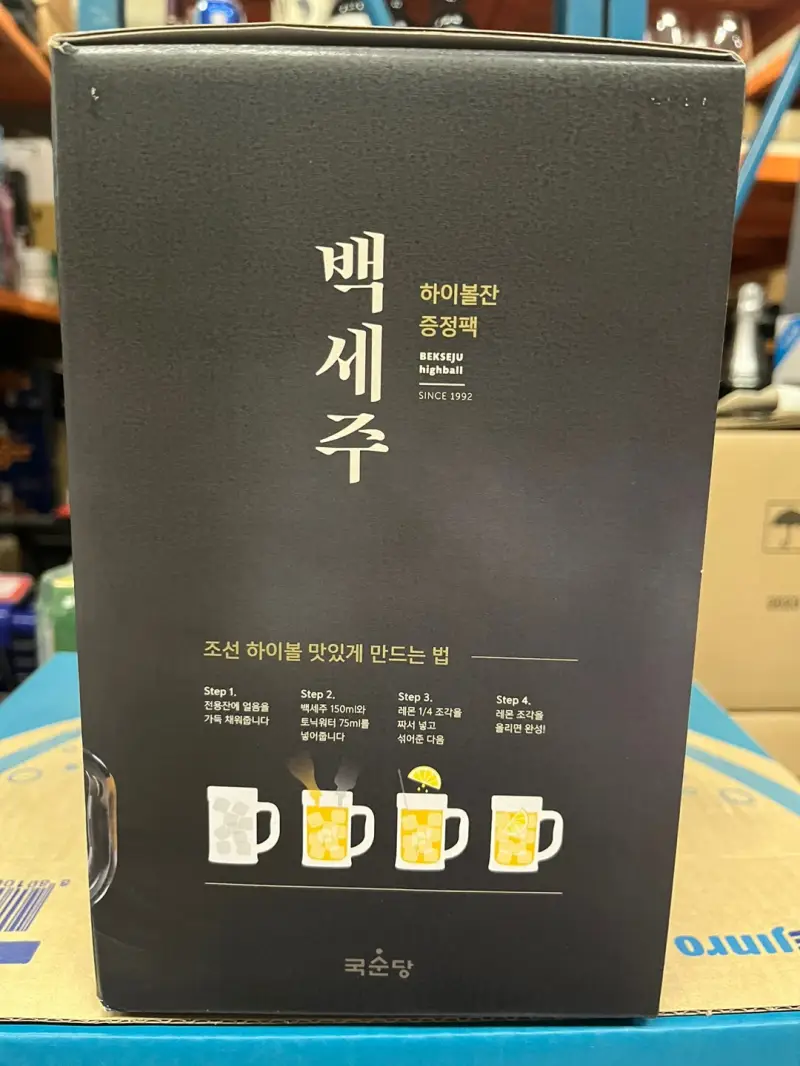 백세주
하이볼잔
증정팩
BEKSEJU
highball
SINCE 1992
조선 하이볼 맛있게 만드는 법
Step 1.
전용잔에 얼음을
가득 채워줍니다
Step 2.
백세주 150ml와
토닉워터 75ml를
넣어줍니다
Step 3.
레몬 1/4 조각을
짜서 넣고
섞어준 다음
Step 4.
레몬 조각을
올리면 완성!
국순당
jinro